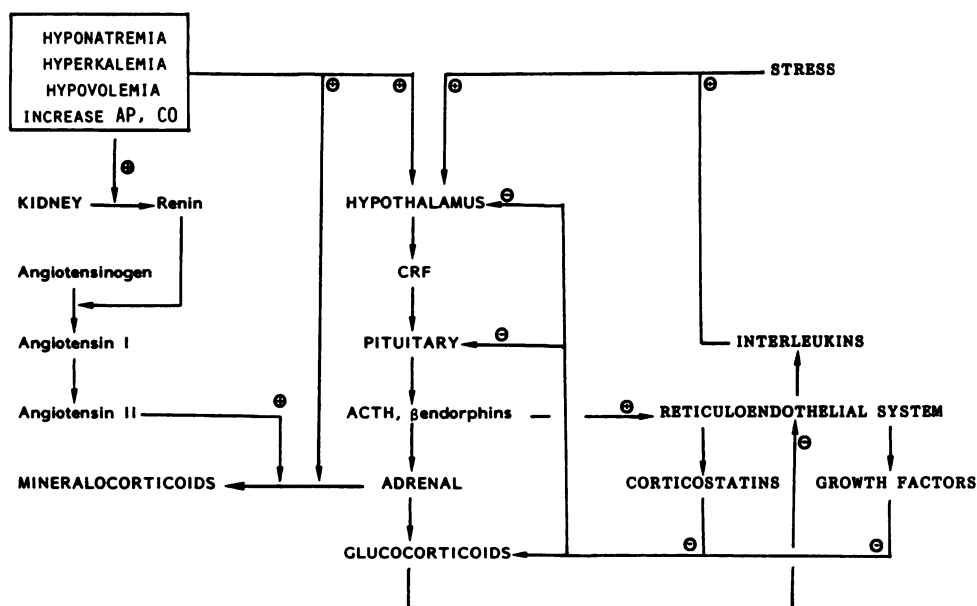 HYPONATREMIA
HYPERKALEMIA
HYPOVOLEMIA
INCREASE AP, CO
STRESS
⊕ ⊕ ⊕ ⊕
⊕
KIDNEY Renin HYPOTHALAMUS ⊖
Angiotensinogen CRF
Angiotensin I PITUITARY ⊖ INTERLEUKINS
Angiotensin II ⊕ ACTH, βendorphins ⊕ RETICULOENDOTHELIAL SYSTEM
⊖
MINERALOCORTICOIDS ADRENAL CORTICOSTATINS GROWTH FACTORS
GLUCOCORTICOIDS ⊖ ⊖